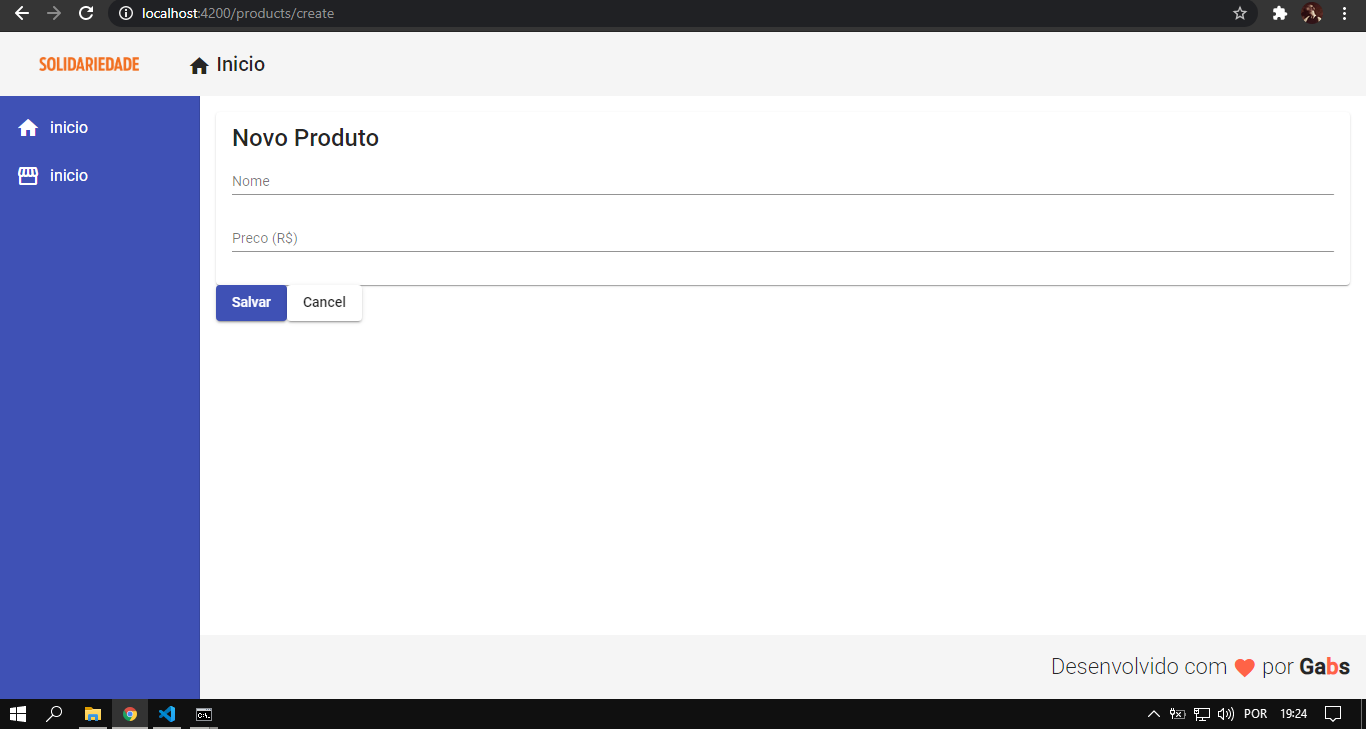 localhost:4200/products/create
SOLIDARIEDADE
Inicio
inicio
inicio
Novo Produto
Nome
Preco (R$)
Salvar
Cancel
Desenvolvido com por Gabs
POR
19:24